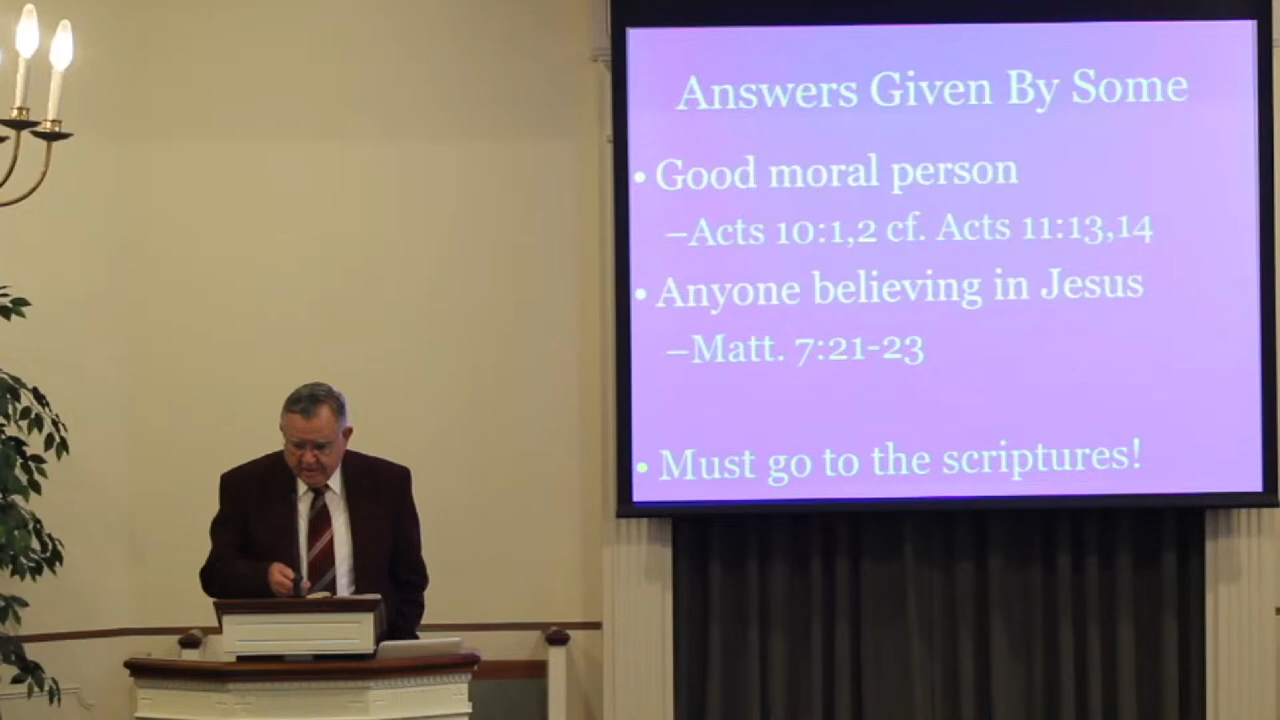 Answers Given By Some
• Good moral person
–Acts 10:1,2 cf. Acts 11:13,14
• Anyone believing in Jesus
–Matt. 7:21-23
• Must go to the scriptures!